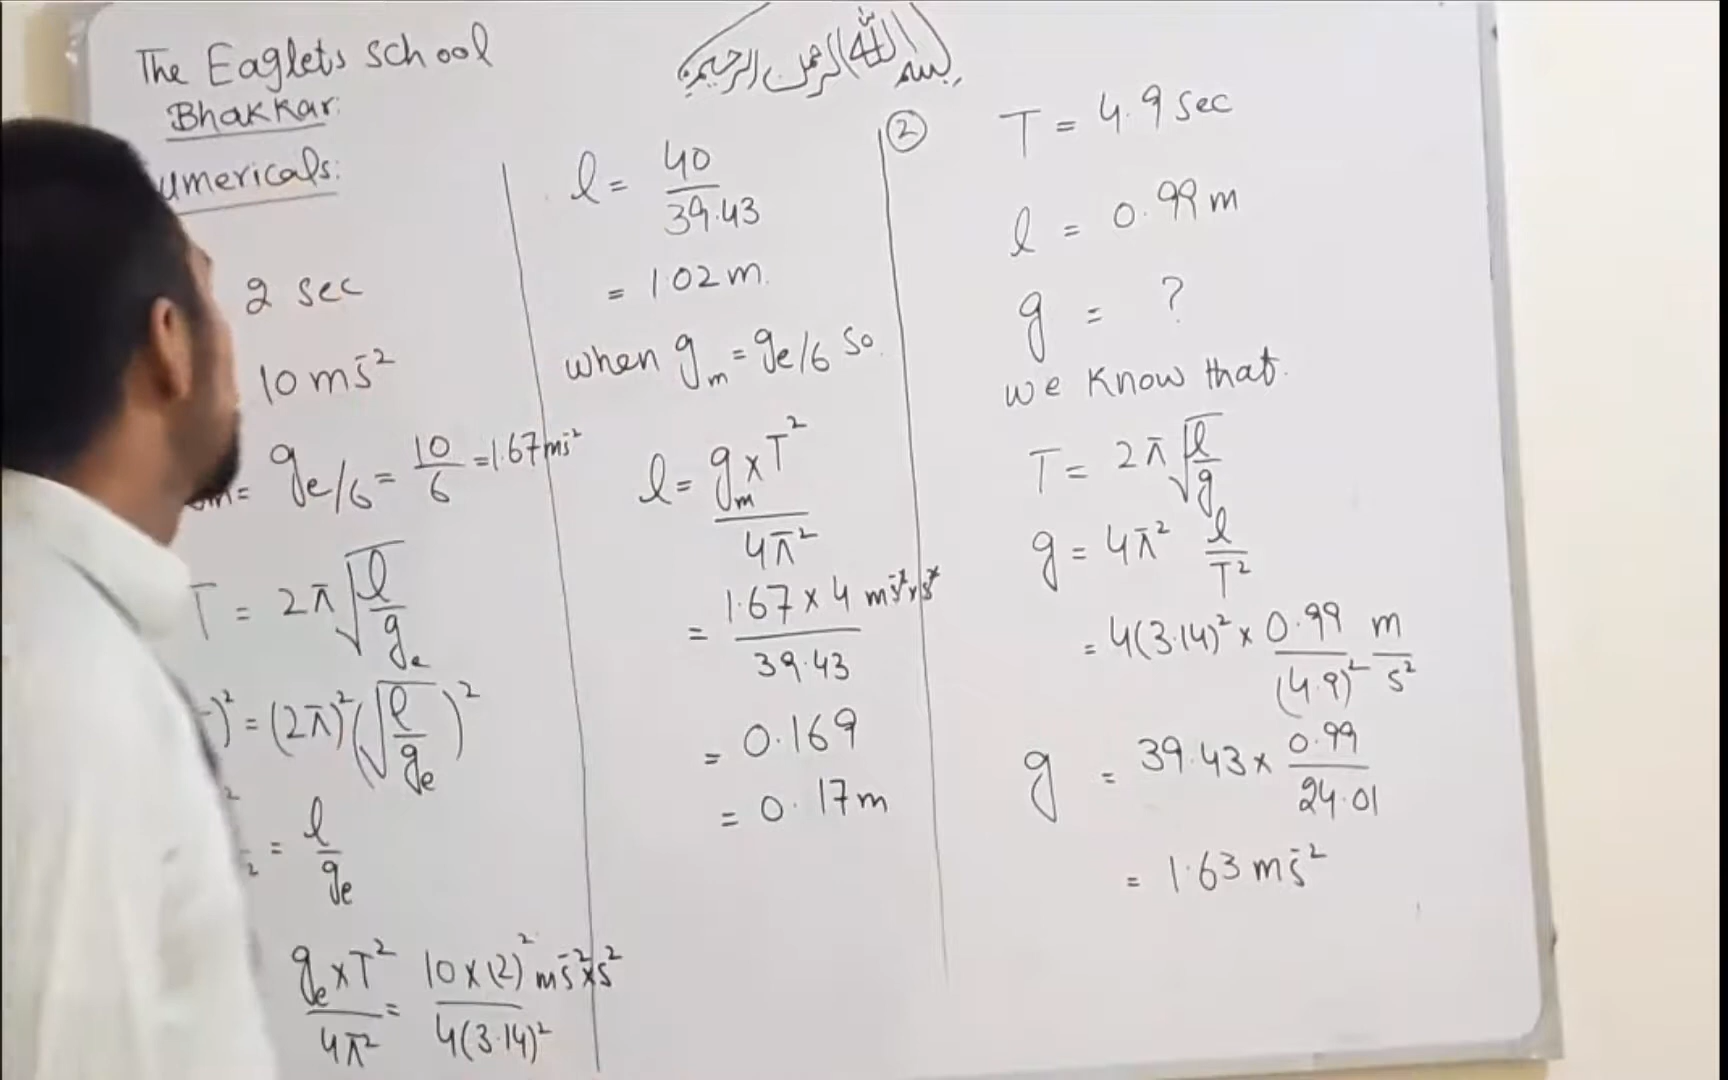 The Eaglets School
Bhakkar:
umericals:
2 sec
10 ms⁻²
m = ge/6 = 10/6 = 1.67 ms⁻²
T = 2π √(l/ge)
)² = (2π)² (√(l/ge))²
² = l/ge
ge×T²/4π² = 10×(2)²/4(3.14)² ms⁻²×s²
بسم اللہ الرحمن الرحیم
l = 40/39.43
= 1.02 m.
when gm = ge/6 So
l = gm×T²/4π²
= 1.67 × 4/39.43 ms⁻²×s²
= 0.169
= 0.17 m
② T = 4.9 sec
l = 0.99 m
g = ?
we Know that.
T = 2π √(l/g)
g = 4π² l/T²
= 4(3.14)² × 0.99/(4.9)² m/s²
g = 39.43 × 0.99/24.01
= 1.63 ms⁻²